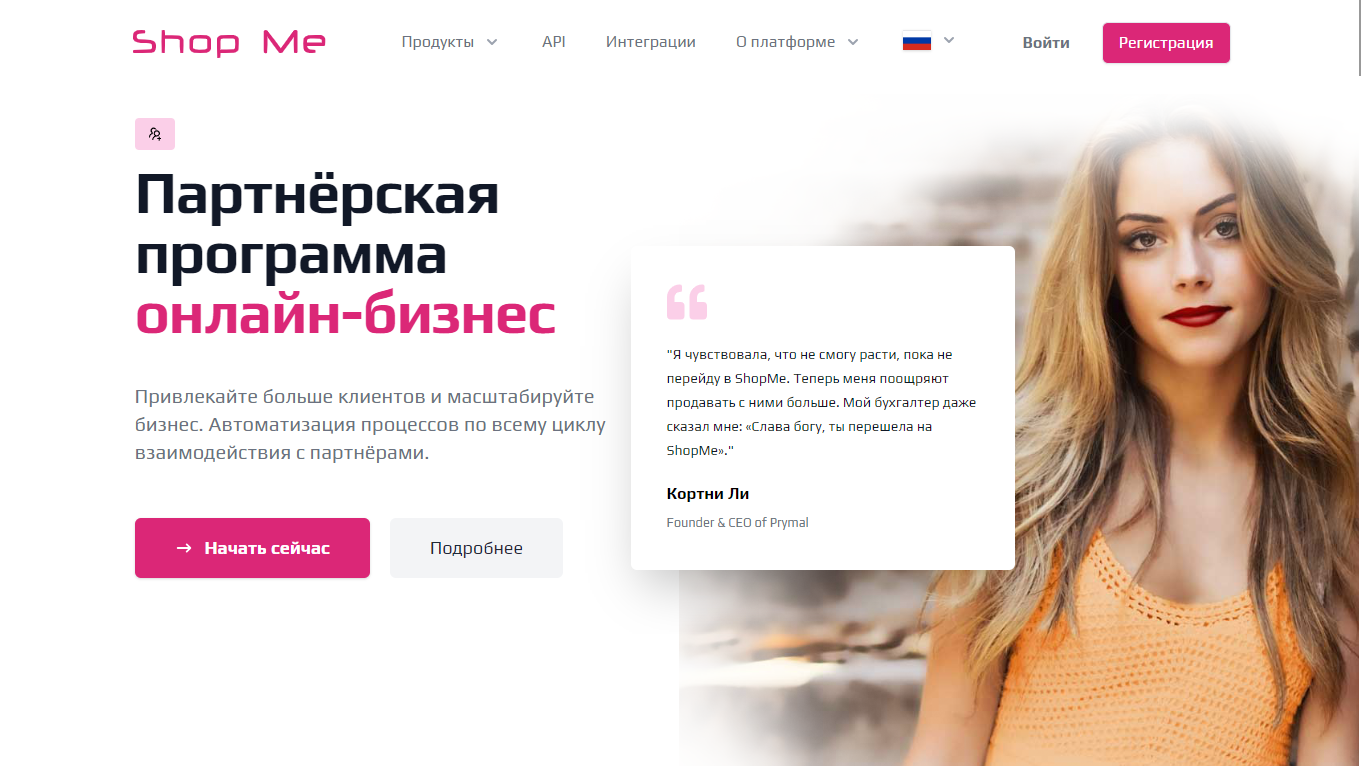 Shop Me
Продукты
API
Интеграции
О платформе
Войти
Регистрация
Партнёрская
программа
онлайн-бизнес
Привлекайте больше клиентов и масштабируйте
бизнес. Автоматизация процессов по всему циклу
взаимодействия с партнёрами.
→ Начать сейчас
Подробнее
"Я чувствовала, что не смогу расти, пока не
перейду в ShopMe. Теперь меня поощряют
продавать с ними больше. Мой бухгалтер даже
сказал мне: «Слава богу, ты перешела на
ShopMe»."
Кортни Ли
Founder & CEO of Prymal